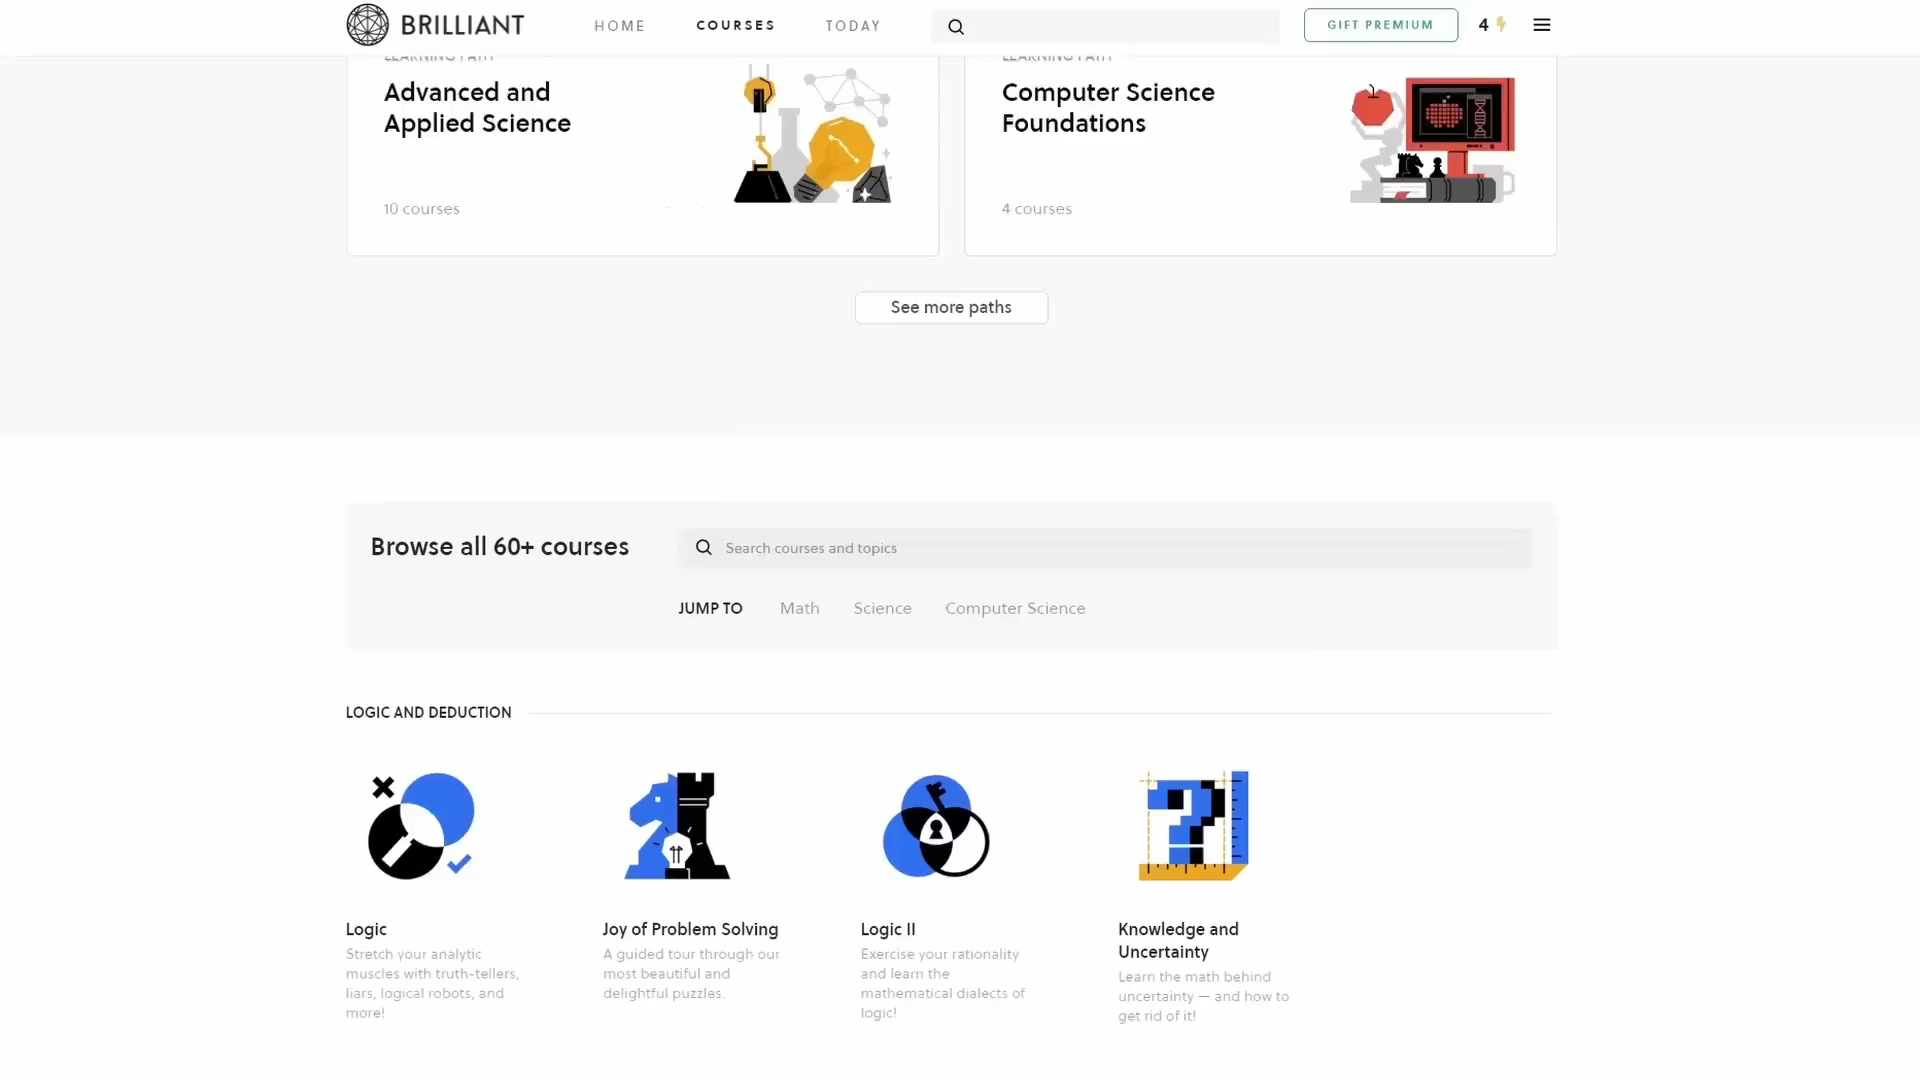 BRILLIANT HOME COURSES TODAY GIFT PREMIUM 4
LEARNING PATH LEARNING PATH
Advanced and
Applied Science
10 courses
Computer Science
Foundations
4 courses
See more paths
Browse all 60+ courses
Search courses and topics
JUMP TO Math Science Computer Science
LOGIC AND DEDUCTION
Logic
Stretch your analytic
muscles with truth-tellers,
liars, logical robots, and
more!
Joy of Problem Solving
A guided tour through our
most beautiful and
delightful puzzles.
Logic II
Exercise your rationality
and learn the
mathematical dialects of
logic!
Knowledge and
Uncertainty
Learn the math behind
uncertainty — and how to
get rid of it!